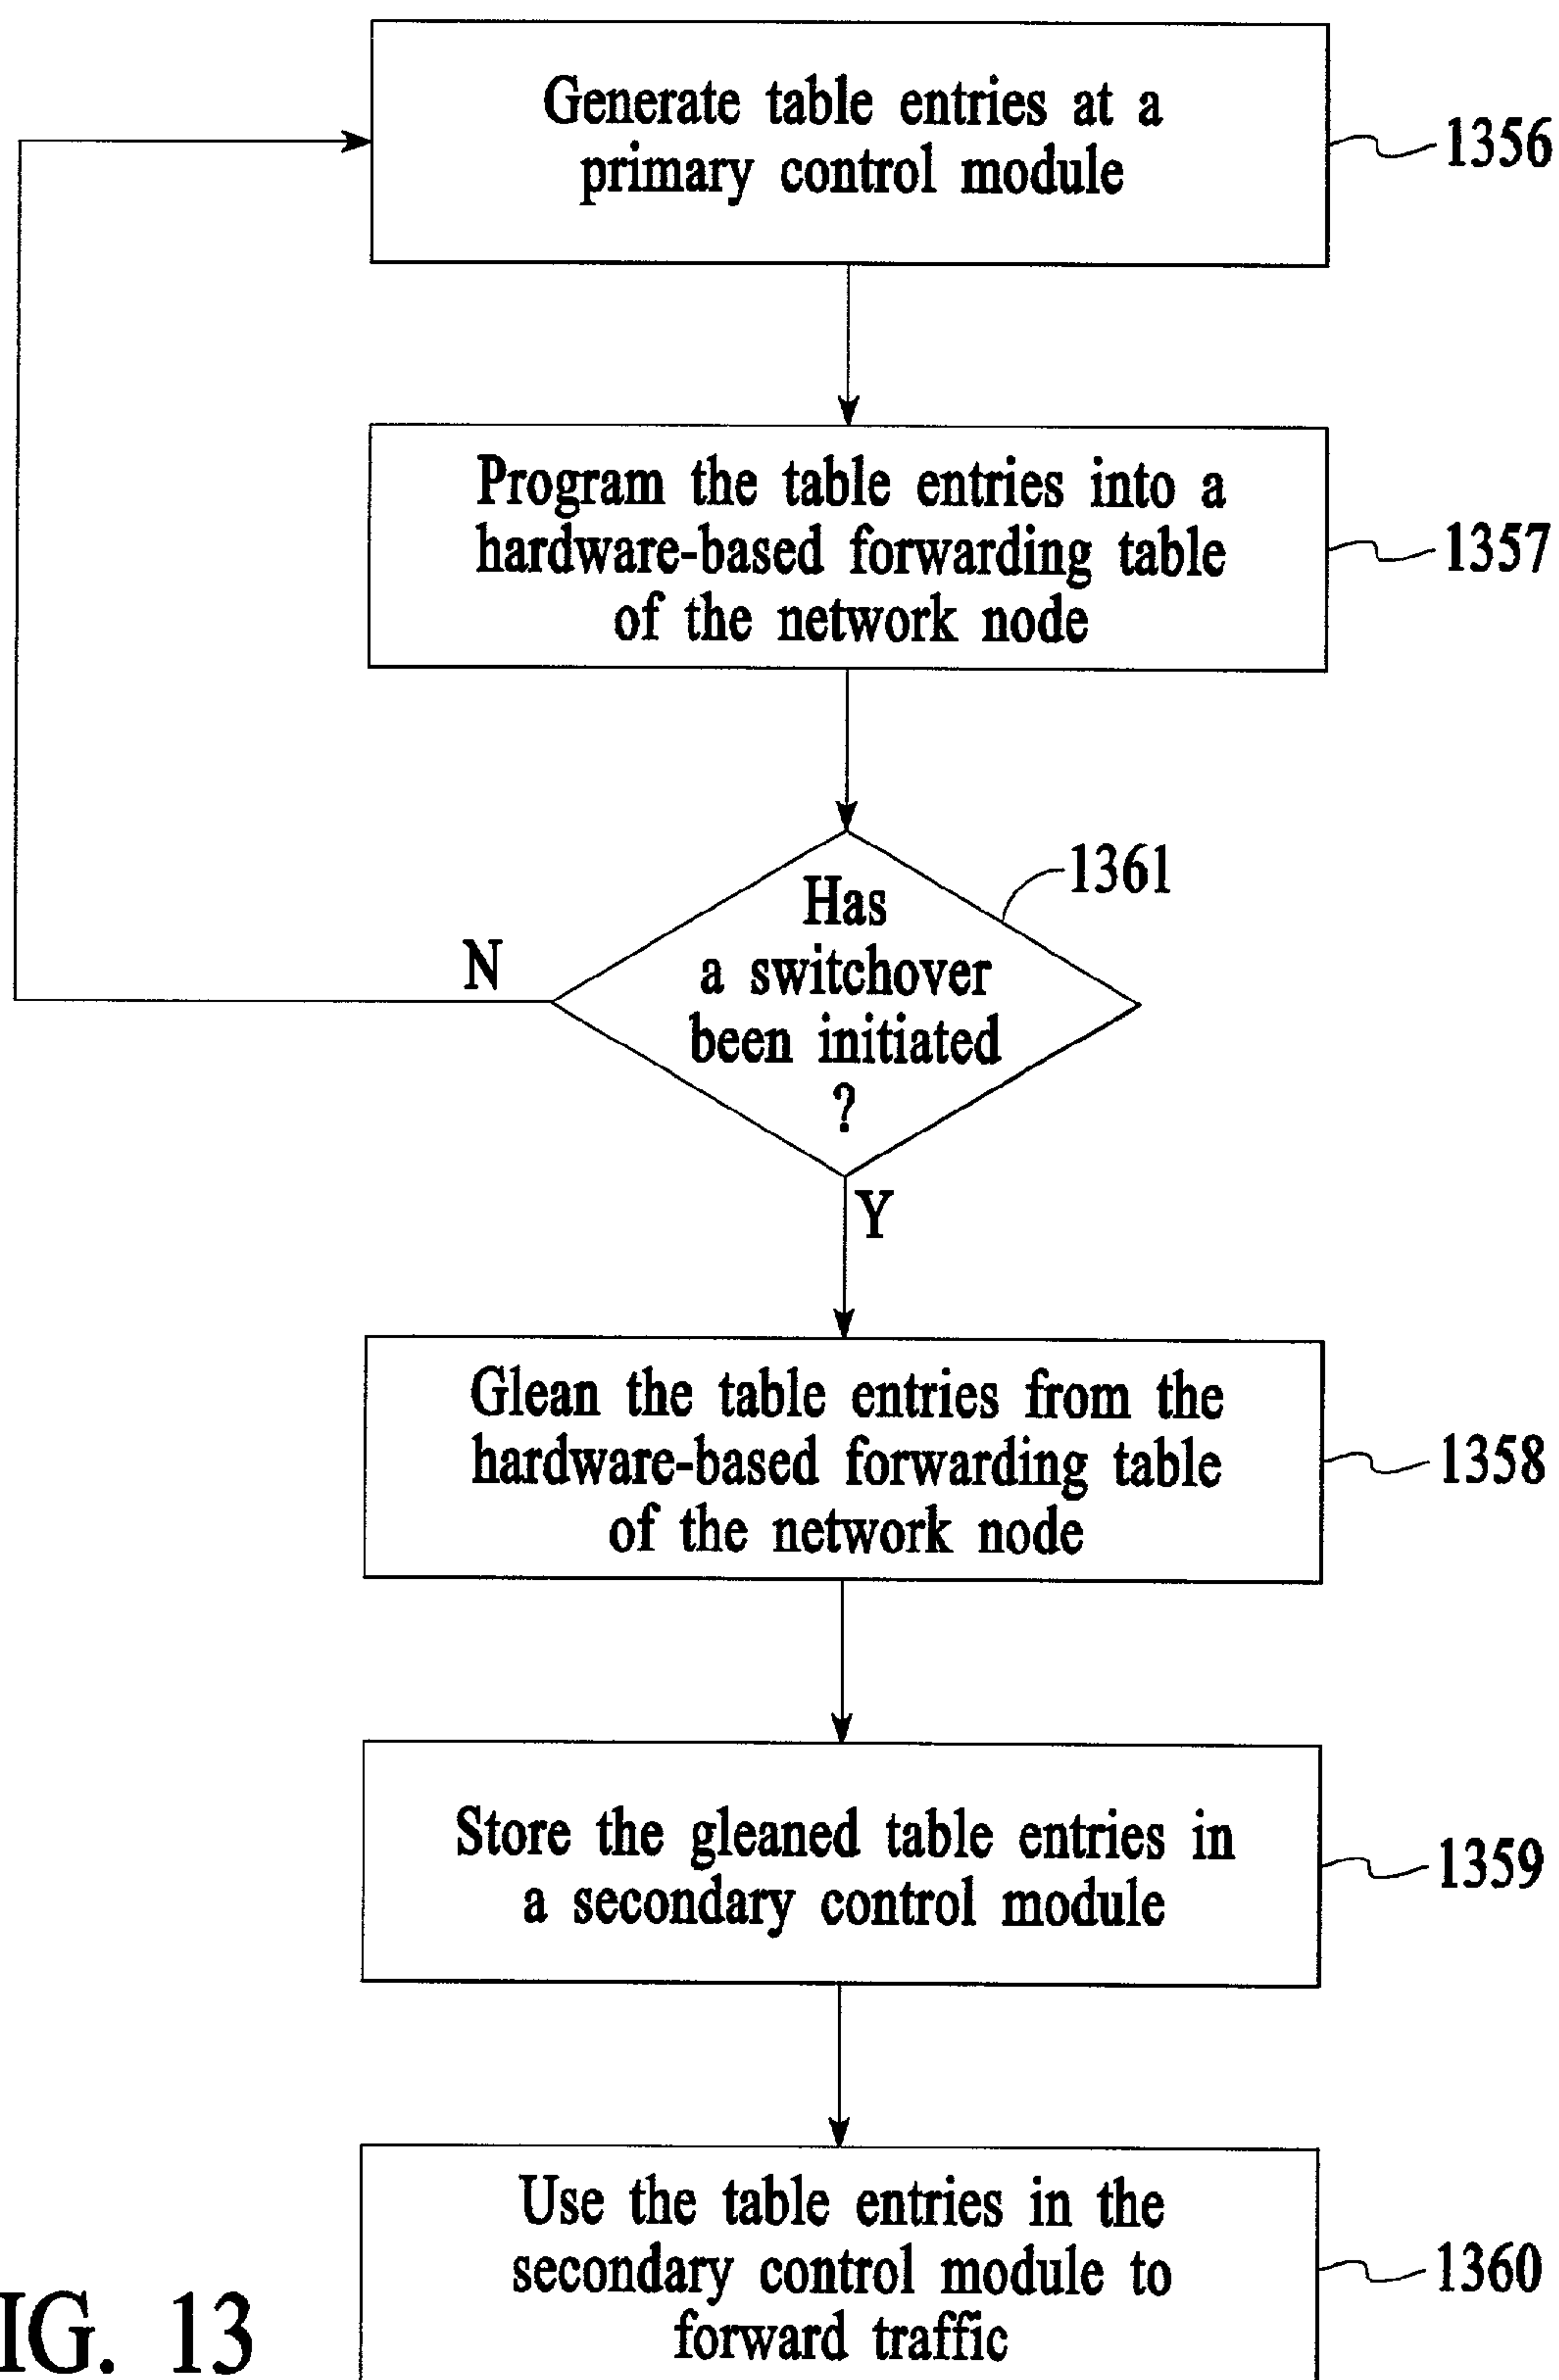 Generate table entries at a
primary control module
1356
Program the table entries into a
hardware-based forwarding table
of the network node
1357
1361
Has
a switchover
been initiated
?
N
Y
Glean the table entries from the
hardware-based forwarding table
of the network node
1358
Store the gleaned table entries in
a secondary control module
1359
Use the table entries in the
secondary control module to
forward traffic
1360
IG. 13